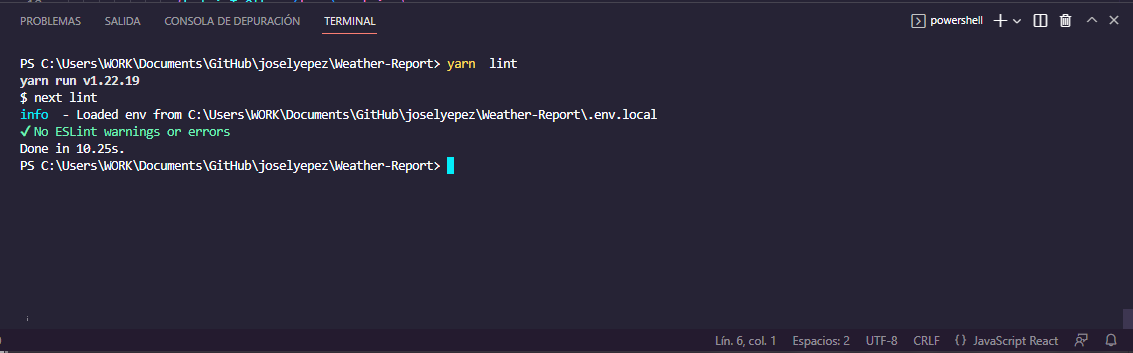 PROBLEMAS SALIDA CONSOLA DE DEPURACIÓN TERMINAL powershell
PS C:\Users\WORK\Documents\GitHub\joselyepez\Weather-Report> yarn  lint
yarn run v1.22.19
$ next lint
info  - Loaded env from C:\Users\WORK\Documents\GitHub\joselyepez\Weather-Report\.env.local
✔ No ESLint warnings or errors
Done in 10.25s.
PS C:\Users\WORK\Documents\GitHub\joselyepez\Weather-Report>
Lín. 6, col. 1 Espacios: 2 UTF-8 CRLF {} JavaScript React